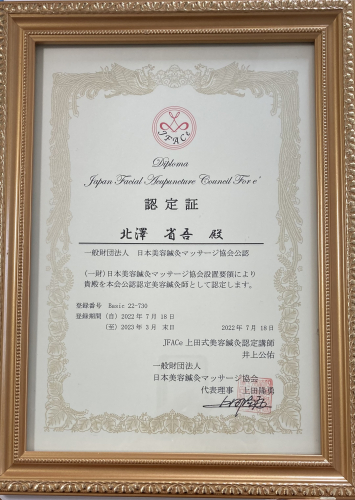 JFACe
Diploma
Japan Facial Acupuncture Council For e'
認定証
北澤 省吾 殿
一般財団法人 日本美容鍼灸マッサージ協会公認
(一財)日本美容鍼灸マッサージ協会設置要領により
貴殿を本会公認認定美容鍼灸師として認定します。
登録番号 Basic 22-730
登録期間(自)2022年 7月 18日
(至)2023年 3月 末日 2022年 7月 18日
JFACe 上田式美容鍼灸認定講師
井上公佑
一般財団法人
日本美容鍼灸マッサージ協会
代表理事 上田隆勇